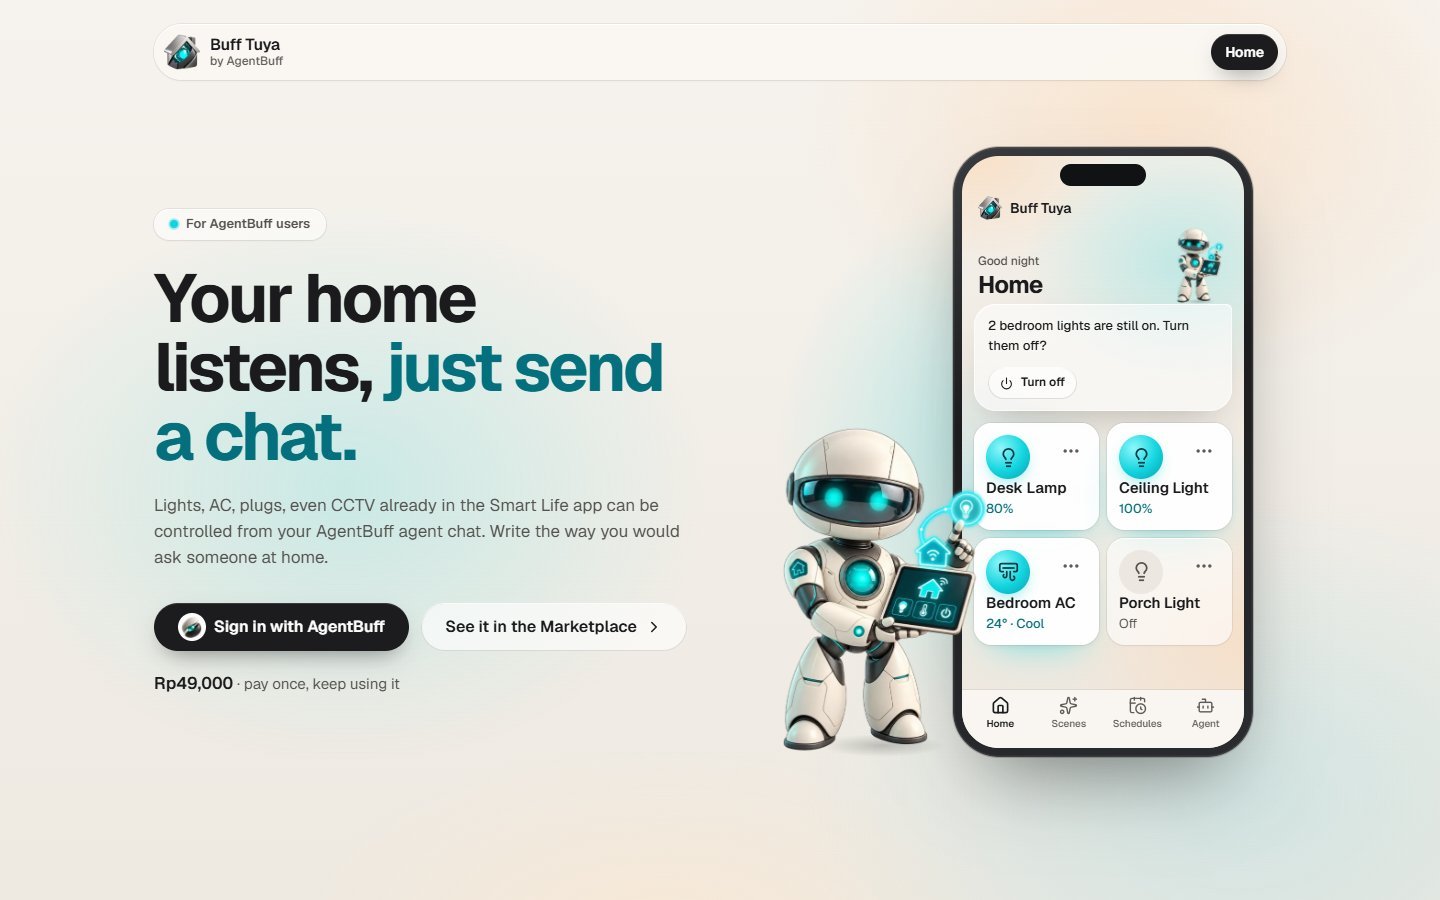 Buff Tuya
by AgentBuff
Home
For AgentBuff users
Your home
listens, just send
a chat.
Lights, AC, plugs, even CCTV already in the Smart Life app can be
controlled from your AgentBuff agent chat. Write the way you would
ask someone at home.
Sign in with AgentBuff
See it in the Marketplace
Rp49,000 · pay once, keep using it
Buff Tuya
Good night
Home
2 bedroom lights are still on. Turn
them off?
Turn off
Desk Lamp
80%
Ceiling Light
100%
Bedroom AC
24° · Cool
Porch Light
Off
Home
Scenes
Schedules
Agent